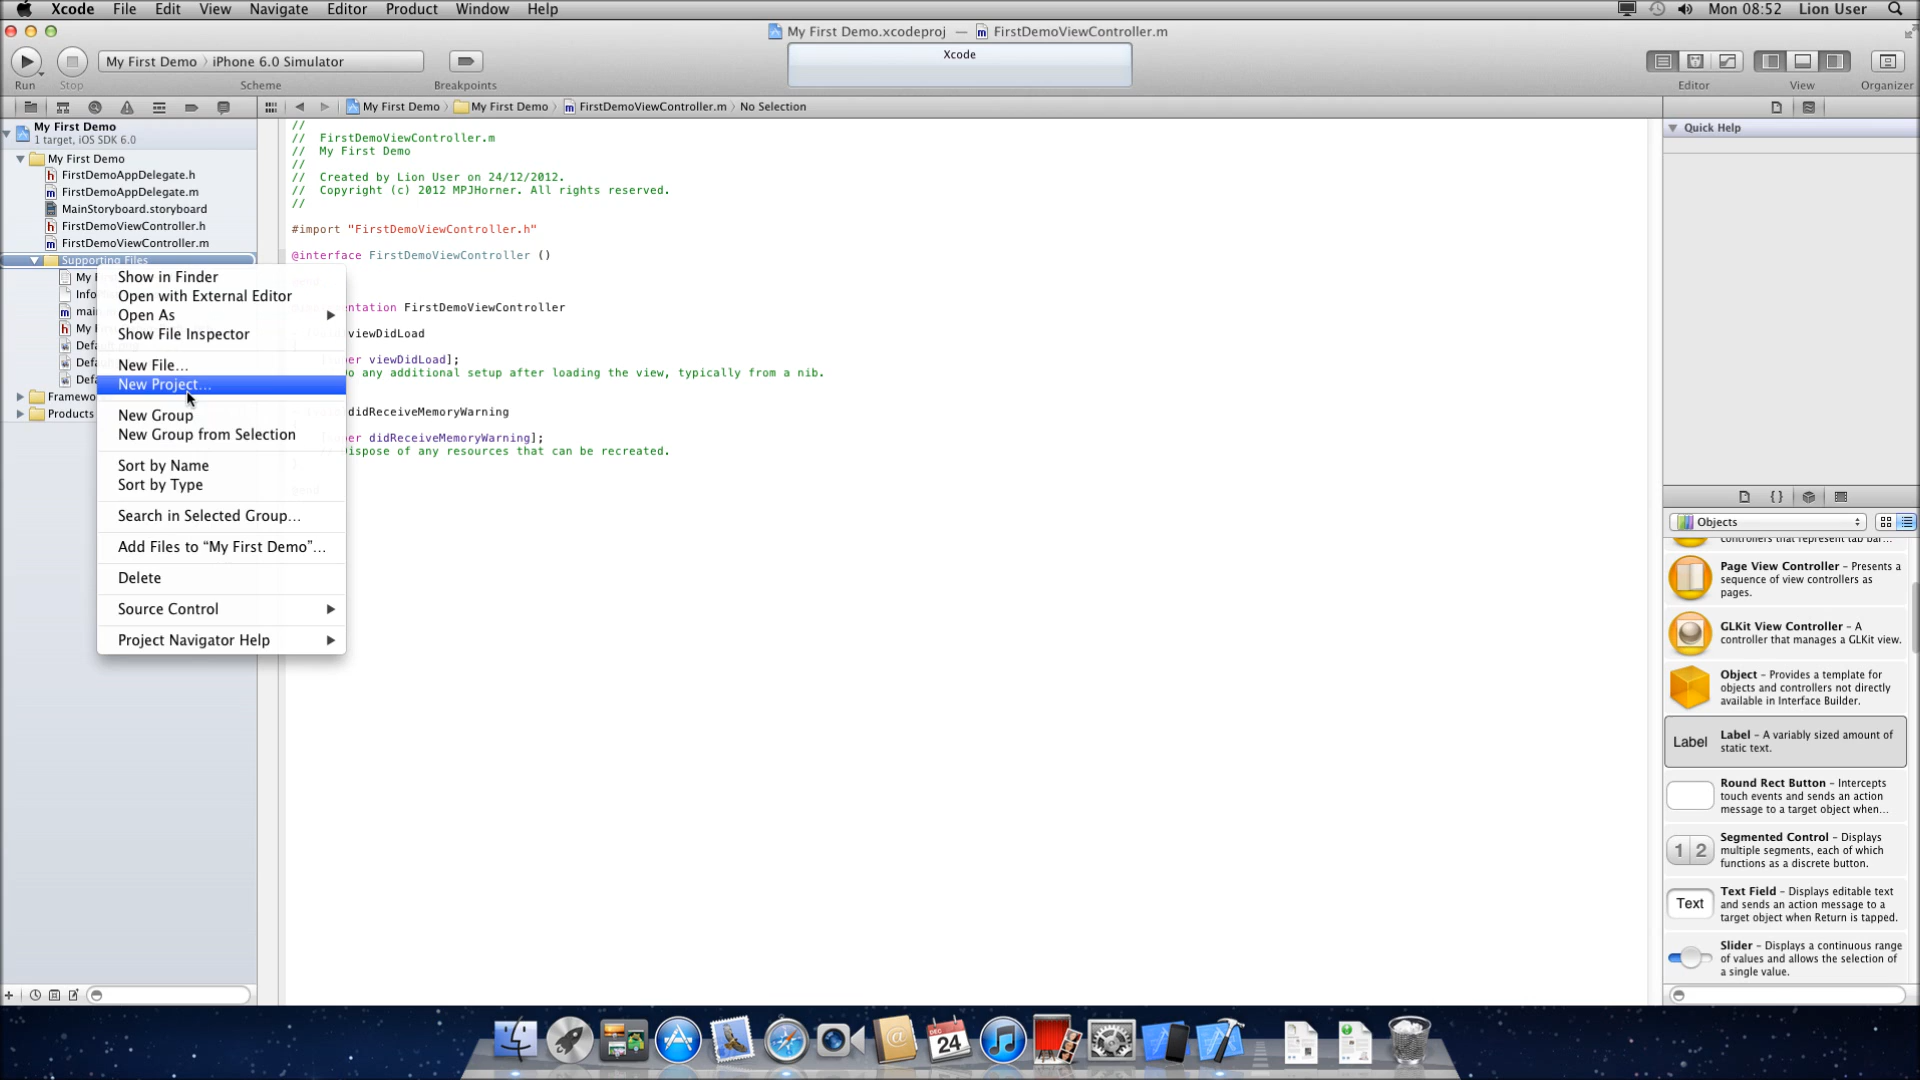 Xcode File Edit View Navigate Editor Product Window Help Mon 08:52 Lion User
My First Demo.xcodeproj — FirstDemoViewController.m
My First Demo › iPhone 6.0 Simulator
Xcode
Run Stop Scheme Breakpoints Editor View Organizer
My First Demo › My First Demo › FirstDemoViewController.m › No Selection
My First Demo
1 target, iOS SDK 6.0
My First Demo
FirstDemoAppDelegate.h
FirstDemoAppDelegate.m
MainStoryboard.storyboard
FirstDemoViewController.h
FirstDemoViewController.m
Supporting Files
Show in Finder
Open with External Editor
Open As
Show File Inspector
New File...
New Project...
New Group
New Group from Selection
Sort by Name
Sort by Type
Search in Selected Group...
Add Files to “My First Demo”...
Delete
Source Control
Project Navigator Help
Products
//
// FirstDemoViewController.m
// My First Demo
//
// Created by Lion User on 24/12/2012.
// Copyright (c) 2012 MPJHorner. All rights reserved.
//
#import "FirstDemoViewController.h"
@interface FirstDemoViewController ()
FirstDemoViewController
viewDidLoad
viewDidLoad];
any additional setup after loading the view, typically from a nib.
didReceiveMemoryWarning
didReceiveMemoryWarning];
of any resources that can be recreated.
Quick Help
{}
Objects
controllers that represent tab bar...
Page View Controller – Presents a
sequence of view controllers as
pages.
GLKit View Controller – A
controller that manages a GLKit view.
Object – Provides a template for
objects and controllers not directly
available in Interface Builder.
Label
Label – A variably sized amount of
static text.
Round Rect Button – Intercepts
touch events and sends an action
message to a target object when...
1 2
Segmented Control – Displays
multiple segments, each of which
functions as a discrete button.
Text
Text Field – Displays editable text
and sends an action message to a
target object when Return is tapped.
Slider – Displays a continuous range
of values and allows the selection of
a single value.
DEC
24